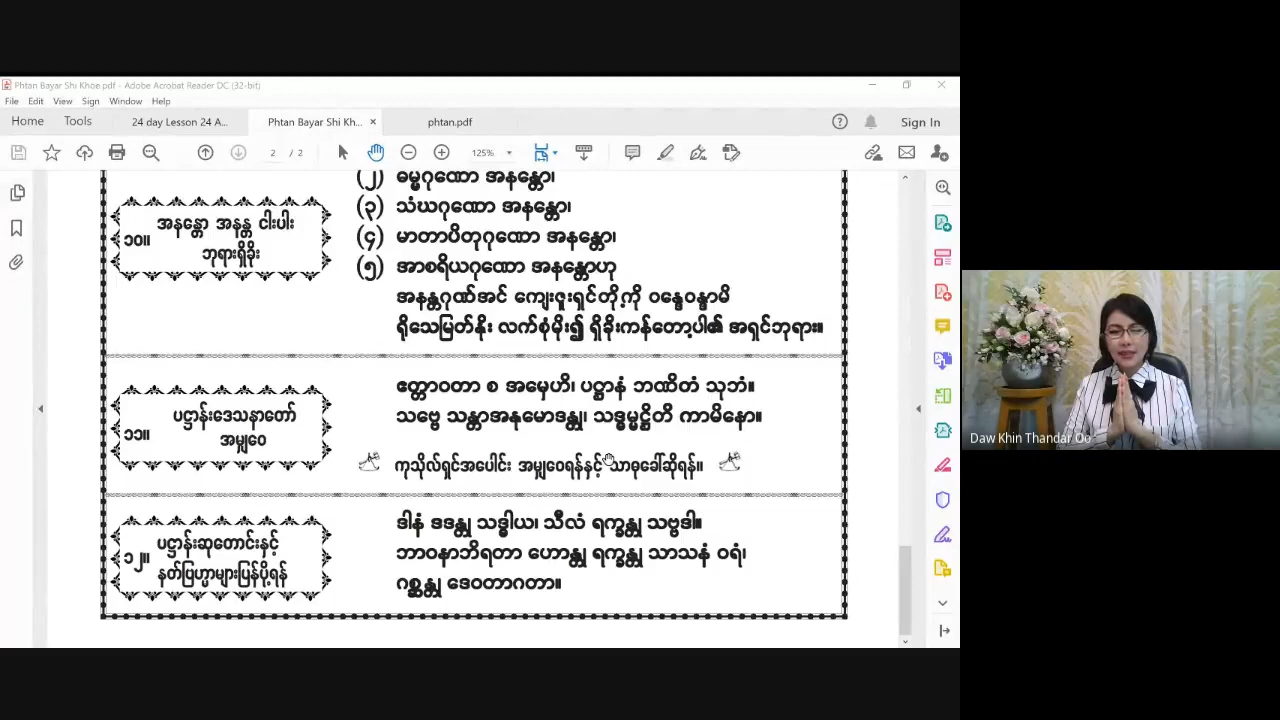 Phtan Bayar Shi Khoe.pdf - Adobe Acrobat Reader DC (32-bit)
File Edit View Sign Window Help
Home Tools 24 day Lesson 24 A... Phtan Bayar Shi Kh... × phtan.pdf Sign In
2 / 2 125%
(၂) ဓမ္မဂုဏော အနန္တော၊
(၃) သံဃဂုဏော အနန္တော၊
(၄) မာတာပိတုဂုဏော အနန္တော၊
(၅) အာစရိယဂုဏော အနန္တောဟု
၁၀။ အနန္တော အနန္တ ငါးပါး
ဘုရားရှိခိုး
အနန္တဂုဏ်အင် ကျေးဇူးရှင်တို့ကို ဝန္ဒေဝန္ဒာမိ
ရိုသေမြတ်နိုး လက်စုံမိုး၍ ရှိခိုးကန်တော့ပါ၏ အရှင်ဘုရား။
၁၁။ ပဋ္ဌာန်းဒေသနာတော်
အမျှဝေ
ဧတ္တာဝတာ စ အမှေဟိ၊ ပဋ္ဌာနံ ဘဏိတံ သုဘံ။
သဗ္ဗေ သန္တာအနုမောဒန္တု၊ သဒ္ဓမ္မဋ္ဌိတိ ကာမိနော။
ကုသိုလ်ရှင်အပေါင်း အမျှဝေရန်နှင့် သာဓုခေါ်ဆိုရန်။
၁၂။ ပဋ္ဌာန်းဆုတောင်းနှင့်
နတ်ဗြဟ္မာများပြန်ပို့ရန်
ဒါနံ ဒဒန္တု သဒ္ဓါယ၊ သီလံ ရက္ခန္တု သဗ္ဗဒါ။
ဘာဝနာဘိရတာ ဟောန္တု ရက္ခန္တု သာသနံ ဝရံ၊
ဂစ္ဆန္တု ဒေဝတာဂတာ။
Daw Khin Thandar Oo